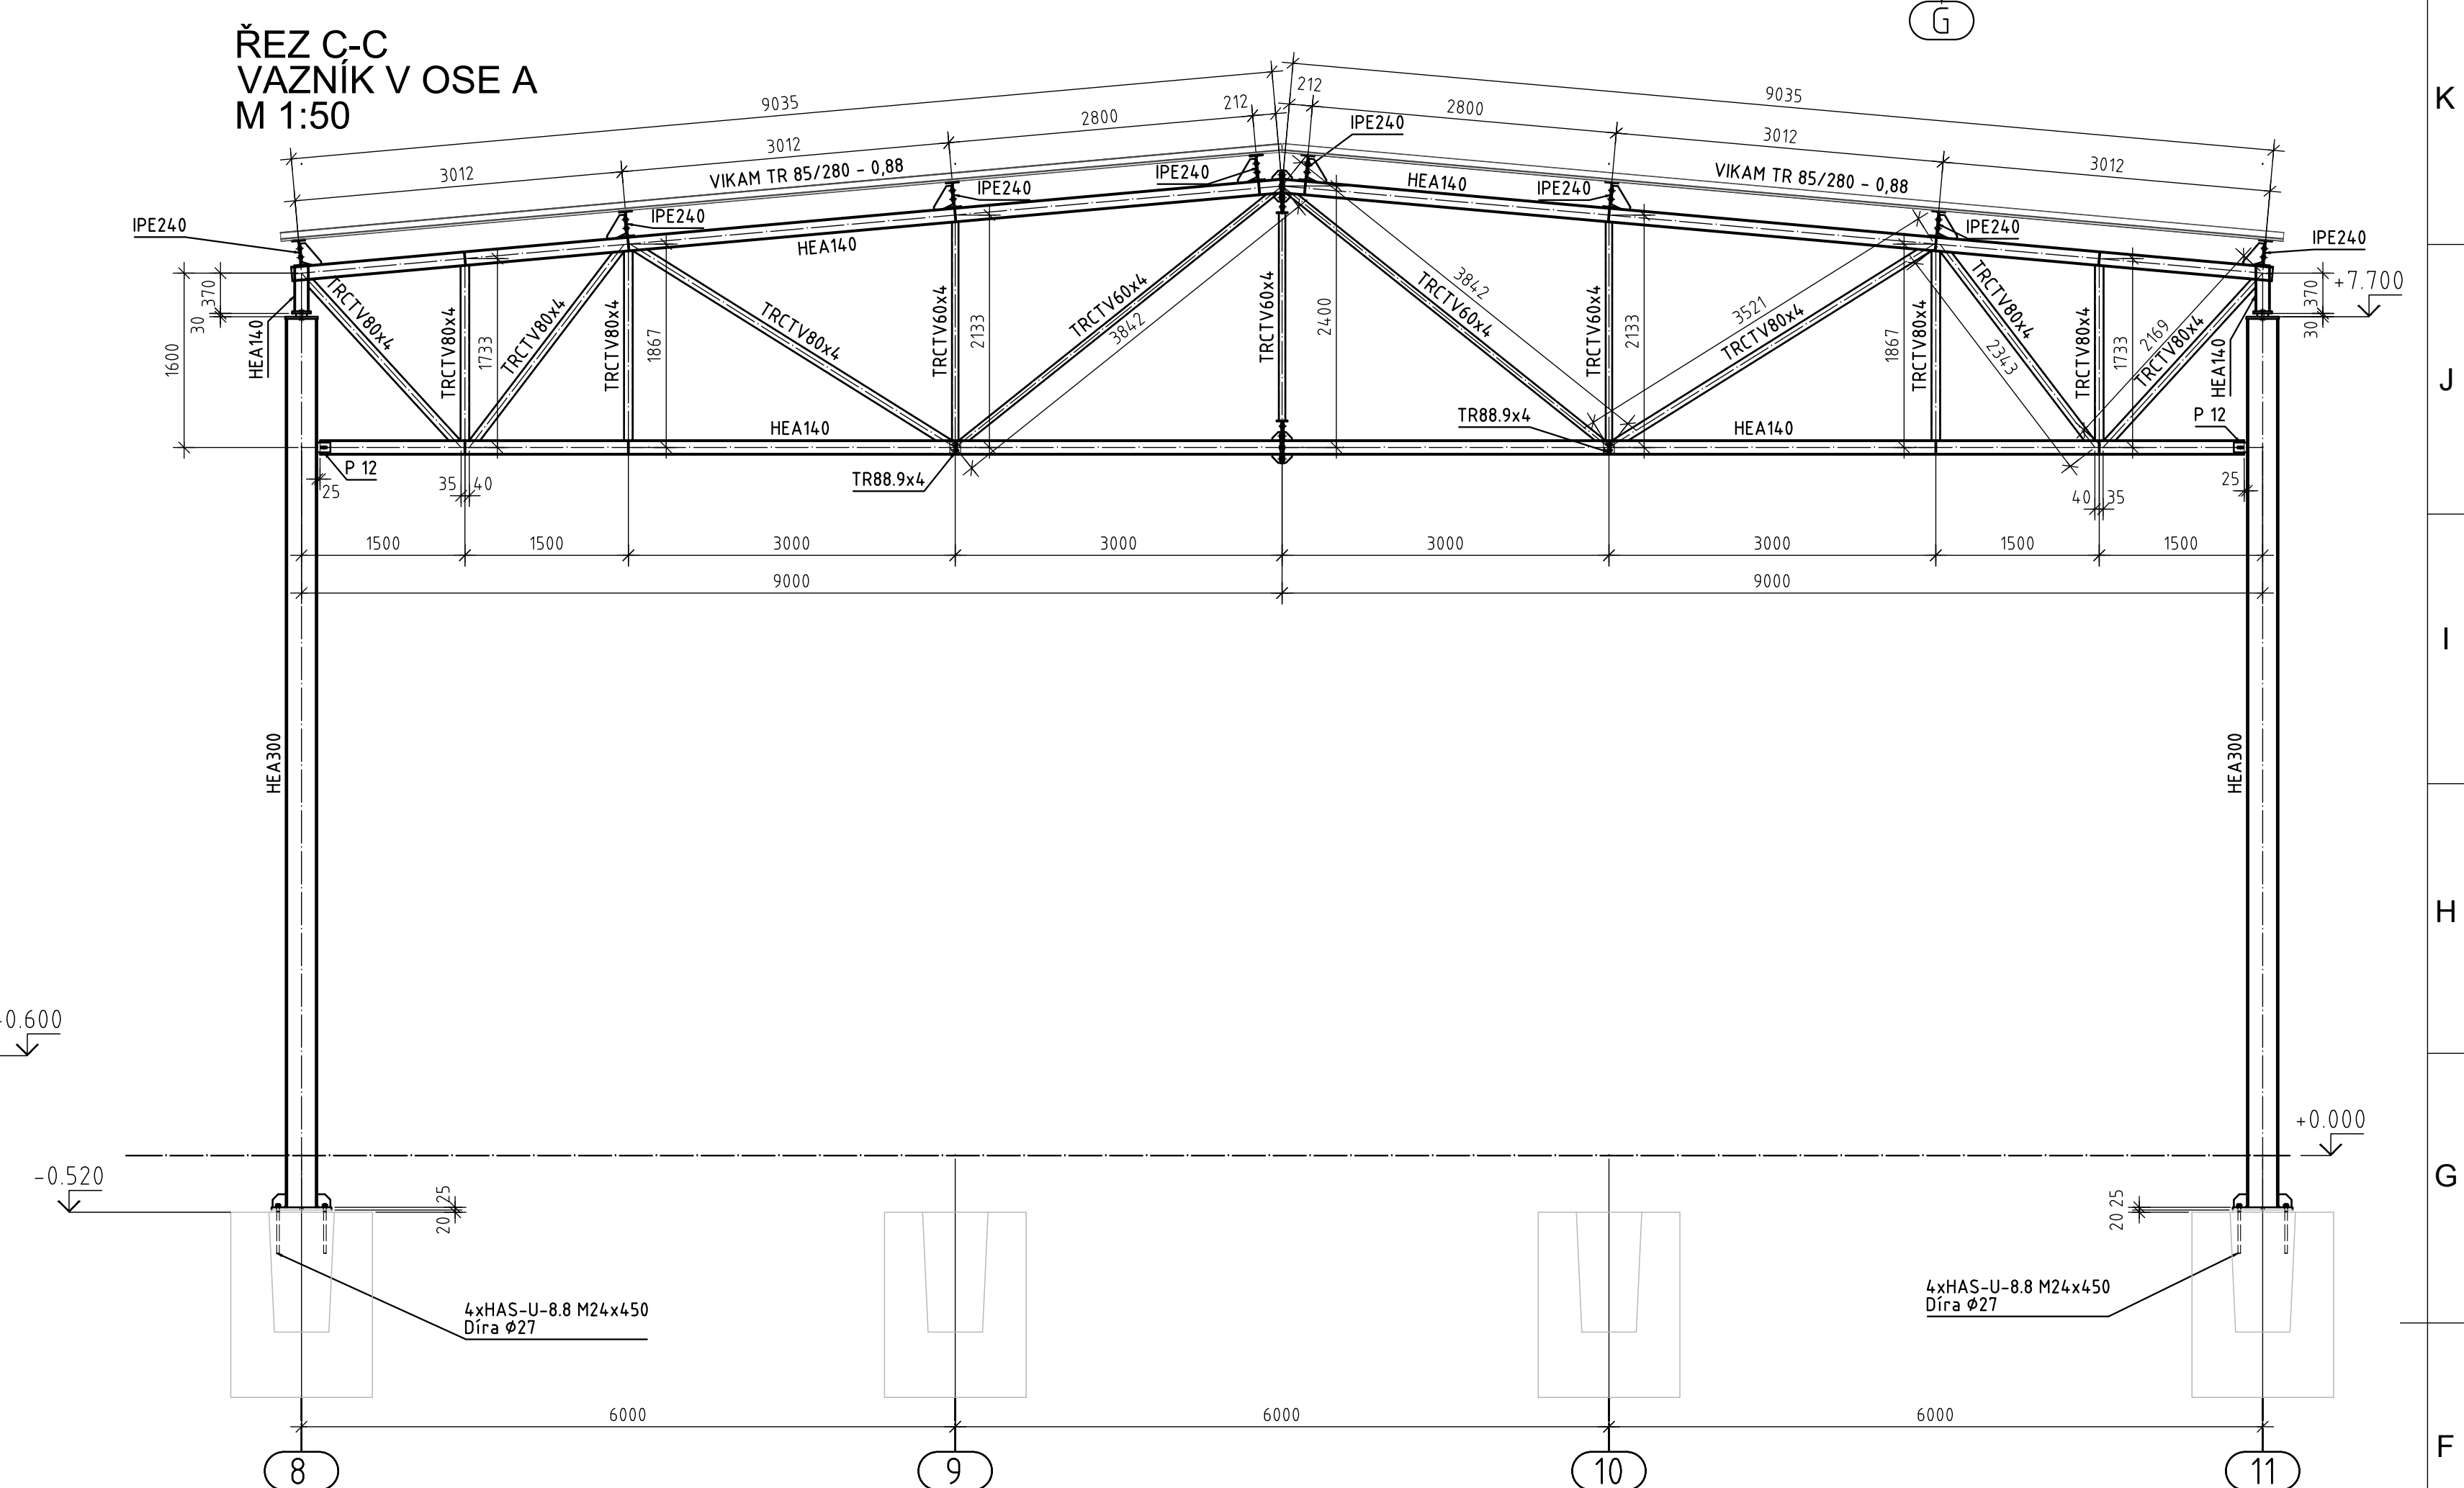 G
ŘEZ C-C
VAZNÍK V OSE A
M 1:50
9035
9035
212
212
2800
2800
3012
3012
3012
3012
IPE240
IPE240
IPE240
IPE240
IPE240
IPE240
IPE240
IPE240
VIKAM TR 85/280 - 0,88
VIKAM TR 85/280 - 0,88
HEA140
HEA140
+7.700
370
30
1600
HEA140
TRCTV80x4
TRCTV80x4
1733
TRCTV80x4
TRCTV80x4
1867
TRCTV80x4
TRCTV60x4
2133
TRCTV60x4
3842
TRCTV60x4
2400
3842
TRCTV60x4
TRCTV60x4
2133
3521
TRCTV80x4
1867
TRCTV80x4
TRCTV80x4
2343
TRCTV80x4
1733
2169
TRCTV80x4
HEA140
370
30
HEA140
HEA140
P 12
P 12
TR88.9x4
TR88.9x4
25
35
40
40
35
25
1500
1500
3000
3000
3000
3000
1500
1500
9000
9000
HEA300
HEA300
0.600
+0.000
-0.520
25
20
25
20
4xHAS-U-8.8 M24x450
Díra ϕ27
4xHAS-U-8.8 M24x450
Díra ϕ27
6000
6000
6000
8
9
10
11
K
J
I
H
G
F